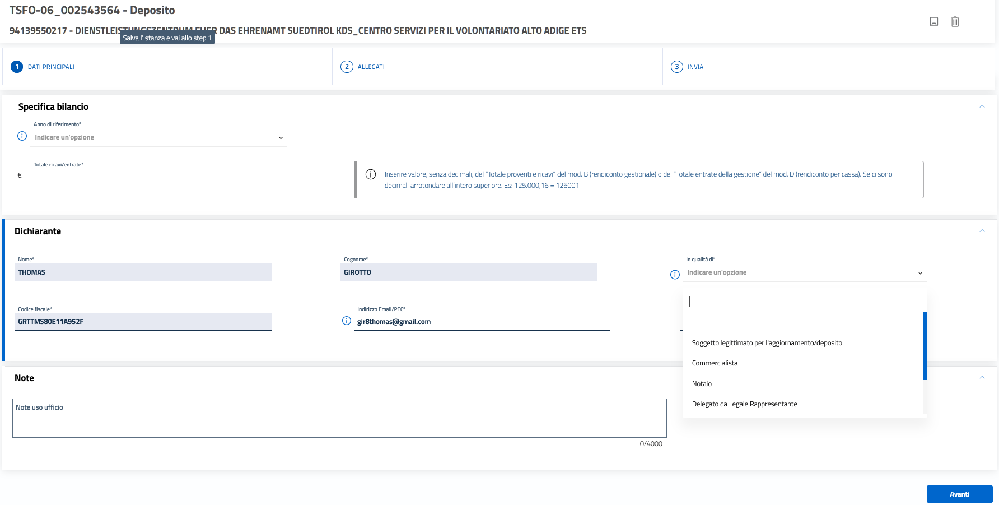 TSFO-06_002543564 - Deposito
94139550217 - DIENSTLEISTUNGSZENTRUM FUER DAS EHRENAMT SUEDTIROL KDS_CENTRO SERVIZI PER IL VOLONTARIATO ALTO ADIGE ETS
Salva l'istanza e vai allo step 1
1 DATI PRINCIPALI
2 ALLEGATI
3 INVIA
Specifica bilancio
Anno di riferimento*
Indicare un'opzione
Totale ricavi/entrate*
€
Inserire valore, senza decimali, del "Totale proventi e ricavi" del mod. B (rendiconto gestionale) o del "Totale entrate della gestione" del mod. D (rendiconto per cassa). Se ci sono
decimali arrotondare all'intero superiore. Es: 125.000,16 = 125001
Dichiarante
Nome*
THOMAS
Cognome*
GIROTTO
In qualità di*
Indicare un'opzione
Codice fiscale*
GRTTMS80E11A952F
Indirizzo Email/PEC*
gir8thomas@gmail.com
Soggetto legittimato per l'aggiornamento/deposito
Commercialista
Notaio
Delegato da Legale Rappresentante
Note
Note uso ufficio
0/4000
Avanti